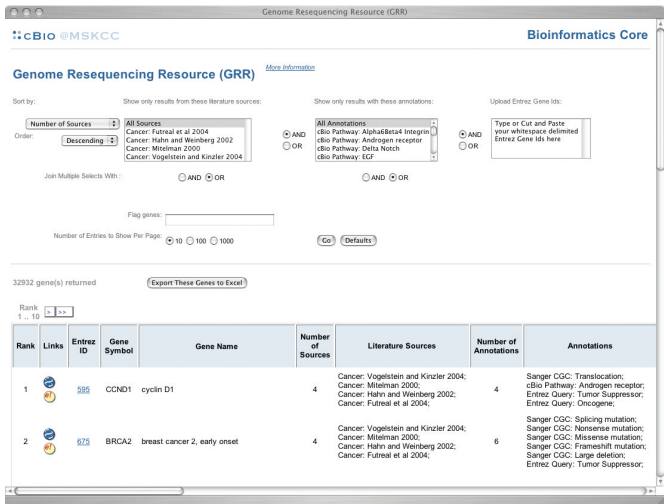 Genome Resequencing Resource (GRR)
cBIO @MSKCC
Bioinformatics Core
Genome Resequencing Resource (GRR)
More Information
Sort by:
Show only results from these literature sources:
Show only results with these annotations:
Upload Entrez Gene Ids:
Number of Sources
Order:
Descending
All Sources
Cancer: Futreal et al 2004
Cancer: Hahn and Weinberg 2002
Cancer: Mitelman 2000
Cancer: Vogelstein and Kinzler 2004
AND
OR
All Annotations
cBio Pathway: Alpha6Beta4 Integrin
cBio Pathway: Androgen receptor
cBio Pathway: Delta Notch
cBio Pathway: EGF
AND
OR
Type or Cut and Paste
your whitespace delimited
Entrez Gene Ids here
Join Multiple Selects With :
AND OR
AND OR
Flag genes:
Number of Entries to Show Per Page:
10 100 1000
Go Defaults
32932 gene(s) returned
Export These Genes to Excel
Rank
1 .. 10
> >>
Rank
Links
Entrez ID
Gene Symbol
Gene Name
Number of Sources
Literature Sources
Number of Annotations
Annotations
1
595
CCND1
cyclin D1
4
Cancer: Vogelstein and Kinzler 2004;
Cancer: Mitelman 2000;
Cancer: Hahn and Weinberg 2002;
Cancer: Futreal et al 2004;
4
Sanger CGC: Translocation;
cBio Pathway: Androgen receptor;
Entrez Query: Tumor Suppressor;
Entrez Query: Oncogene;
2
675
BRCA2
breast cancer 2, early onset
4
Cancer: Vogelstein and Kinzler 2004;
Cancer: Mitelman 2000;
Cancer: Hahn and Weinberg 2002;
Cancer: Futreal et al 2004;
6
Sanger CGC: Splicing mutation;
Sanger CGC: Nonsense mutation;
Sanger CGC: Missense mutation;
Sanger CGC: Frameshift mutation;
Sanger CGC: Large deletion;
Entrez Query: Tumor Suppressor;